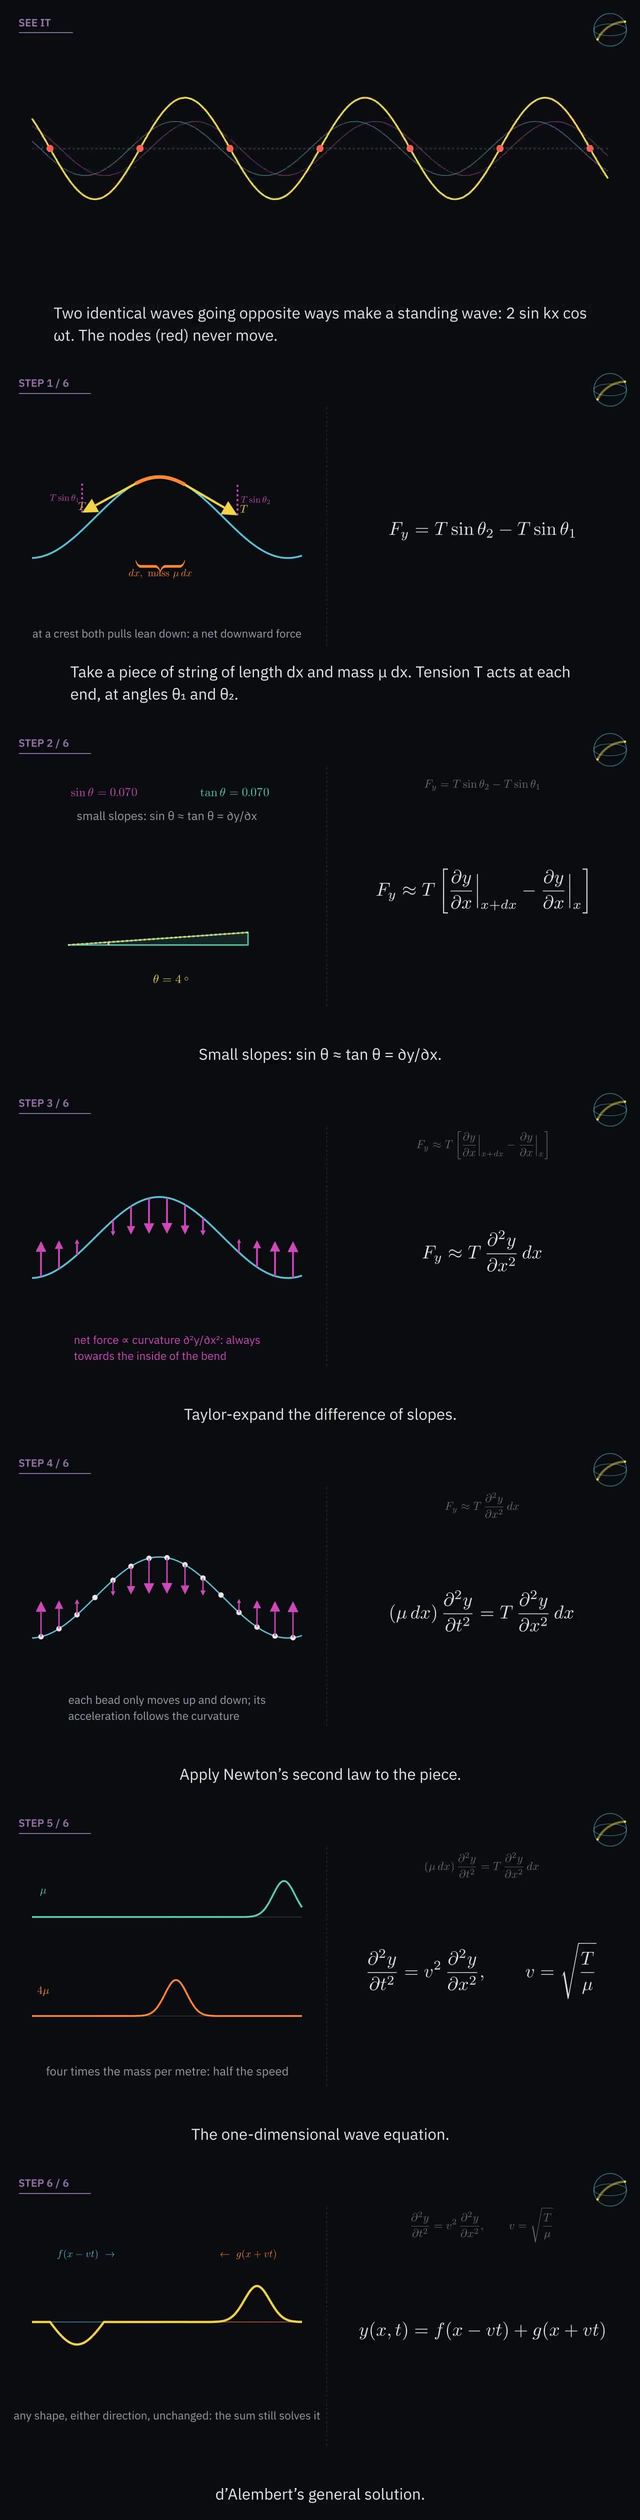 SEE IT
Two identical waves going opposite ways make a standing wave: 2 sin kx cos
ωt. The nodes (red) never move.
STEP 1 / 6
T sin θ₁
T
T sin θ₂
T
dx, mass μ dx
F_y = T sin θ₂ − T sin θ₁
at a crest both pulls lean down: a net downward force
Take a piece of string of length dx and mass μ dx. Tension T acts at each
end, at angles θ₁ and θ₂.
STEP 2 / 6
sin θ = 0.070
tan θ = 0.070
small slopes: sin θ ≈ tan θ = ∂y/∂x
θ = 4°
F_y = T sin θ₂ − T sin θ₁
F_y ≈ T [∂y/∂x|_{x+dx} − ∂y/∂x|_x]
Small slopes: sin θ ≈ tan θ = ∂y/∂x.
STEP 3 / 6
F_y ≈ T [∂y/∂x|_{x+dx} − ∂y/∂x|_x]
F_y ≈ T ∂²y/∂x² dx
net force ∝ curvature ∂²y/∂x²: always
towards the inside of the bend
Taylor-expand the difference of slopes.
STEP 4 / 6
F_y ≈ T ∂²y/∂x² dx
(μ dx) ∂²y/∂t² = T ∂²y/∂x² dx
each bead only moves up and down; its
acceleration follows the curvature
Apply Newton's second law to the piece.
STEP 5 / 6
μ
4μ
(μ dx) ∂²y/∂t² = T ∂²y/∂x² dx
∂²y/∂t² = v² ∂²y/∂x², v = √(T/μ)
four times the mass per metre: half the speed
The one-dimensional wave equation.
STEP 6 / 6
f(x − vt) →
← g(x + vt)
∂²y/∂t² = v² ∂²y/∂x², v = √(T/μ)
y(x, t) = f(x − vt) + g(x + vt)
any shape, either direction, unchanged: the sum still solves it
d'Alembert's general solution.